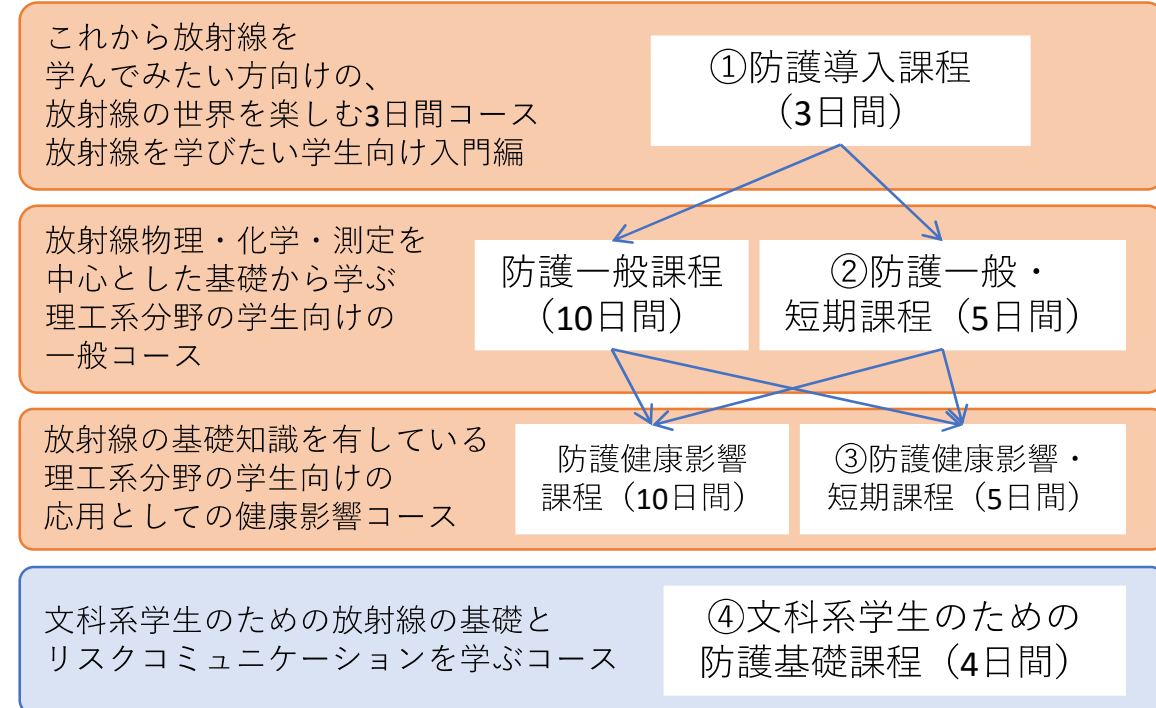 これから放射線を
学んでみたい方向けの、
放射線の世界を楽しむ3日間コース
放射線を学びたい学生向け入門編
①防護導入課程
（3日間）
放射線物理・化学・測定を
中心とした基礎から学ぶ
理工系分野の学生向けの
一般コース
防護一般課程
（10日間）
②防護一般・
短期課程（5日間）
放射線の基礎知識を有している
理工系分野の学生向けの
応用としての健康影響コース
防護健康影響
課程（10日間）
③防護健康影響・
短期課程（5日間）
文科系学生のための放射線の基礎と
リスクコミュニケーションを学ぶコース
④文科系学生のための
防護基礎課程（4日間）